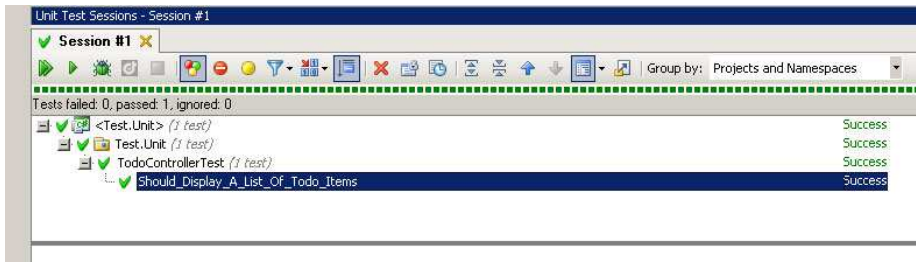 Unit Test Sessions - Session #1
Session #1
Group by: Projects and Namespaces
Tests failed: 0, passed: 1, ignored: 0
<Test.Unit> (1 test) Success
Test.Unit (1 test) Success
TodoControllerTest (1 test) Success
Should_Display_A_List_Of_Todo_Items Success